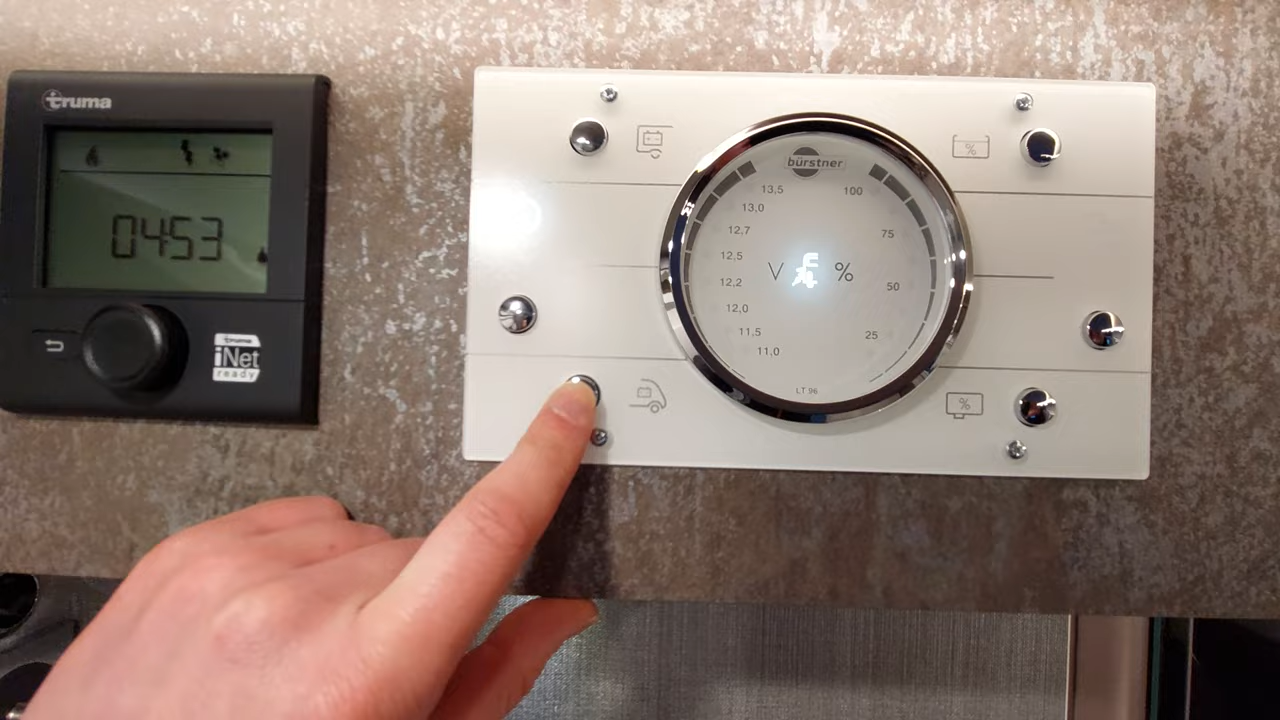 truma
0453
truma
iNet
ready
bürstner
13,5
13,0
12,7
12,5
12,2
12,0
11,5
11,0
V
%
100
75
50
25
LT 96
%
%